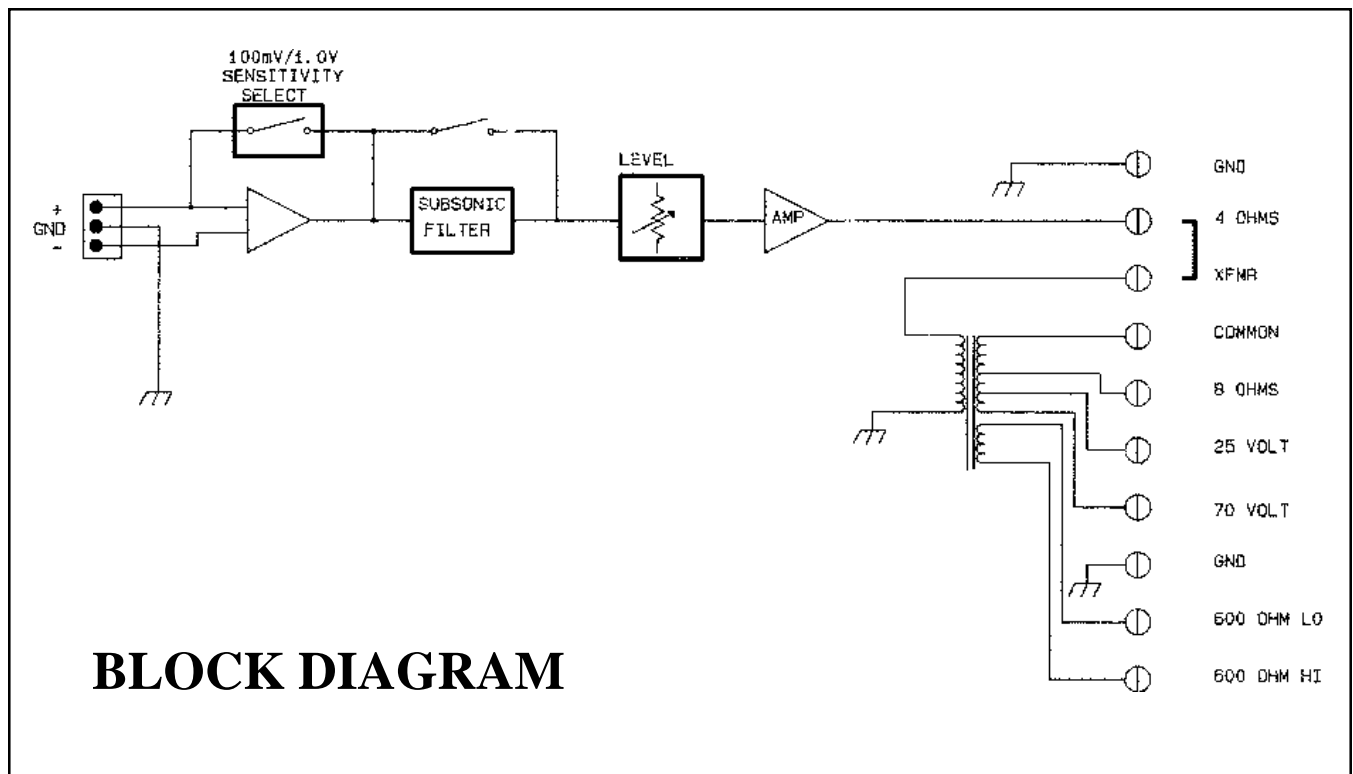 100mV/1.0V
SENSITIVITY
SELECT
+
GND
-
SUBSONIC
FILTER
LEVEL
AMP
GND
4 OHMS
XFMR
COMMON
8 OHMS
25 VOLT
70 VOLT
GND
600 OHM LO
600 OHM HI
BLOCK DIAGRAM